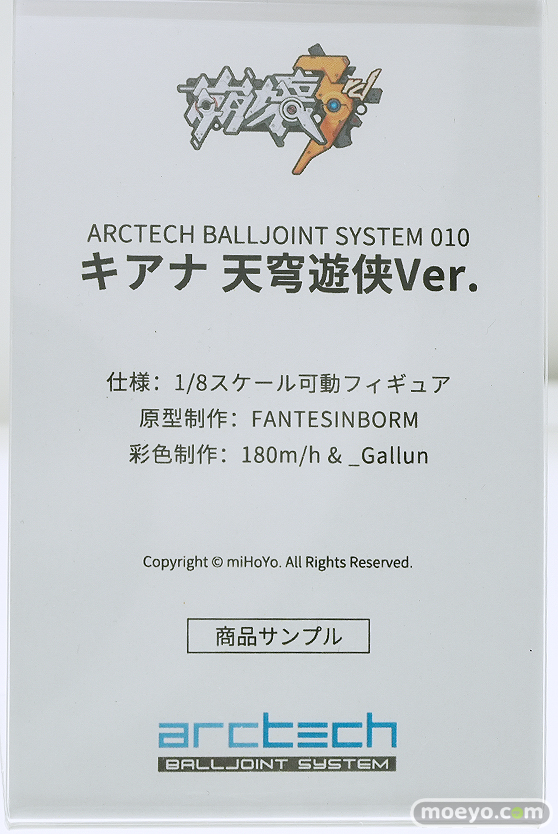 崩壊3rd
ARCTECH BALLJOINT SYSTEM 010
キアナ 天穹遊侠Ver.
仕様：1/8スケール可動フィギュア
原型制作：FANTESINBORM
彩色制作：180m/h & _Gallun
Copyright © miHoYo. All Rights Reserved.
商品サンプル
arctech
BALLJOINT SYSTEM
moeyo.com